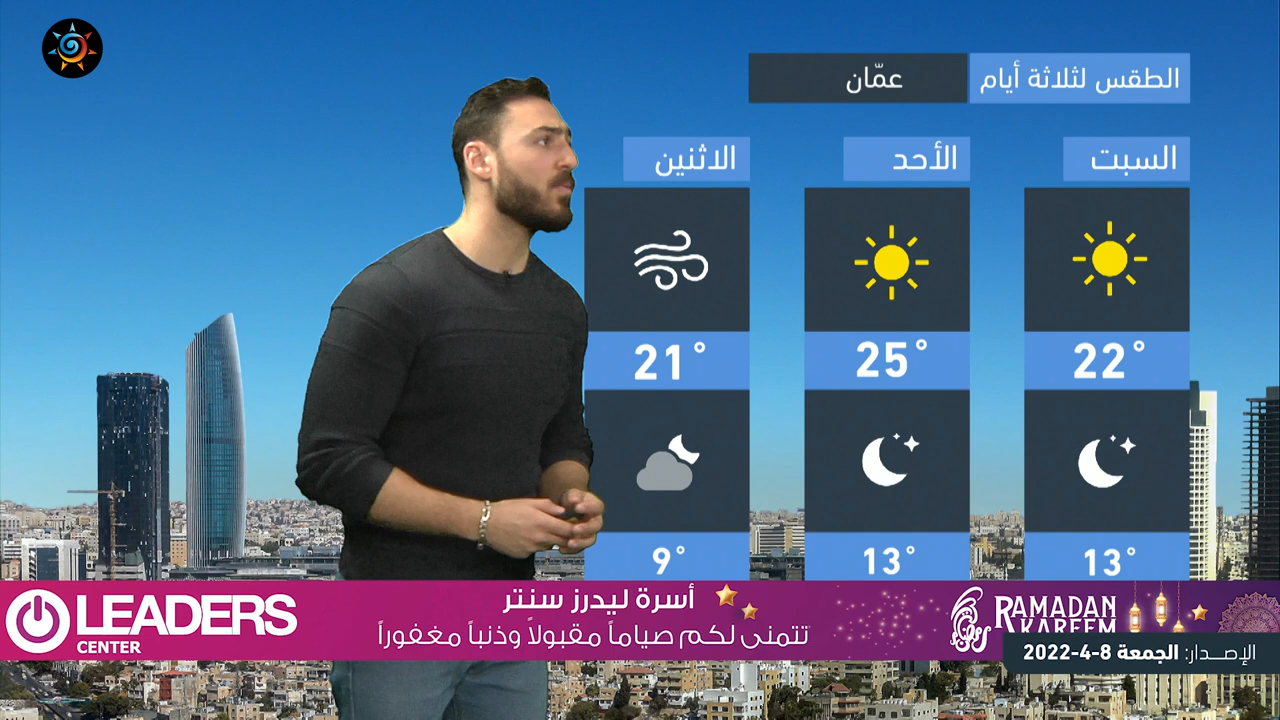 الطقس لثلاثة أيام
عمّان
السبت
الأحد
الاثنين
22°
25°
21°
13°
13°
9°
LEADERS
CENTER
أسرة ليدرز سنتر
تتمنى لكم صياماً مقبولاً وذنباً مغفوراً
RAMADAN
KAREEM
الإصـدار: الجمعة 8-4-2022